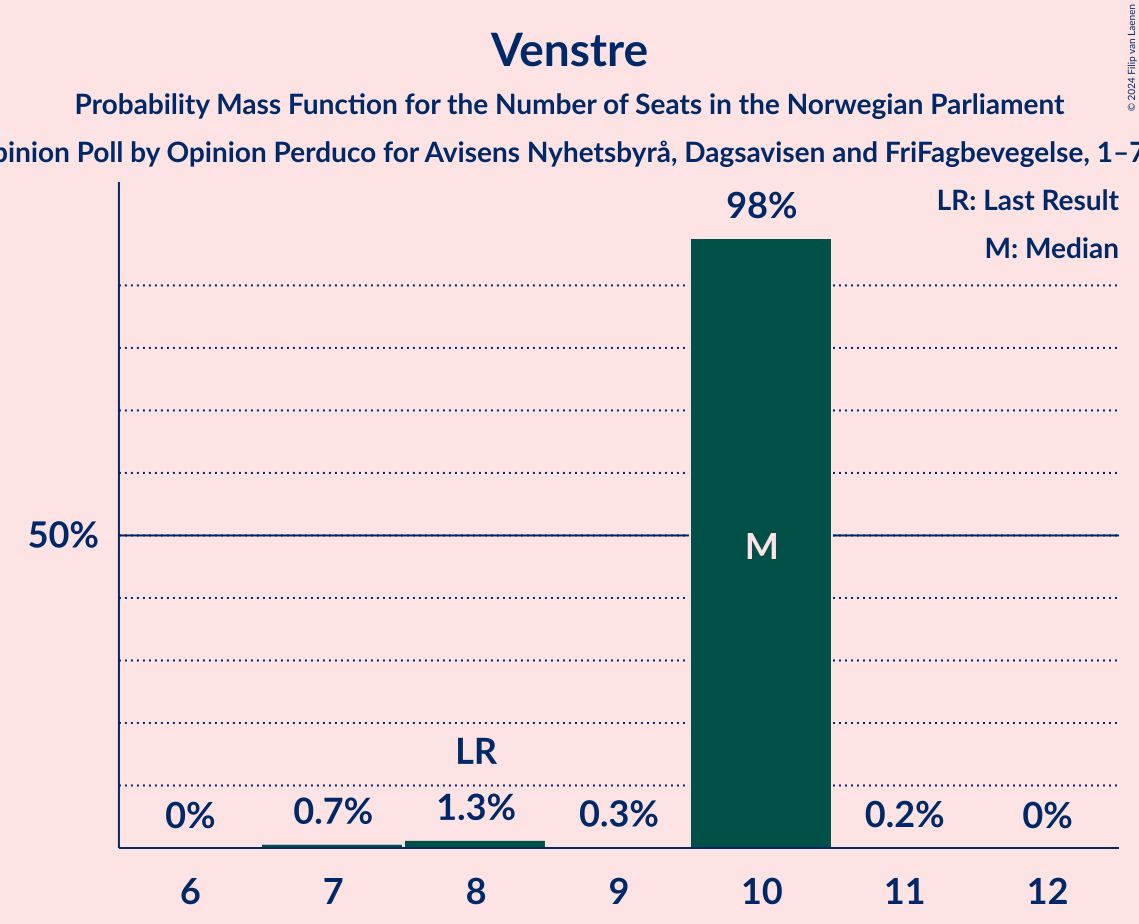 Venstre
Probability Mass Function for the Number of Seats in the Norwegian Parliament
pinion Poll by Opinion Perduco for Avisens Nyhetsbyrå, Dagsavisen and FriFagbevegelse, 1–7
© 2024 Filip van Laenen
LR: Last Result
M: Median
98%
50%
M
LR
0% 0.7% 1.3% 0.3% 0.2% 0%
6 7 8 9 10 11 12